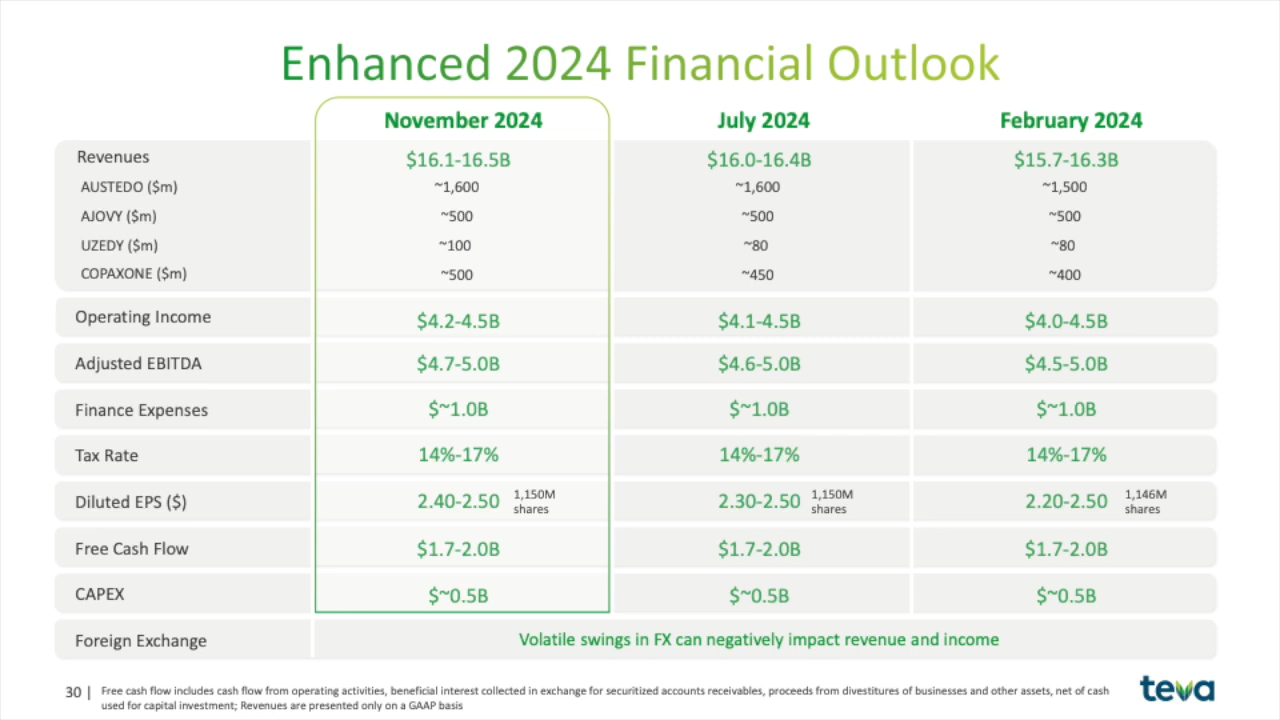 Enhanced 2024 Financial Outlook
November 2024 July 2024 February 2024
Revenues $16.1-16.5B $16.0-16.4B $15.7-16.3B
AUSTEDO ($m) ~1,600 ~1,600 ~1,500
AJOVY ($m) ~500 ~500 ~500
UZEDY ($m) ~100 ~80 ~80
COPAXONE ($m) ~500 ~450 ~400
Operating Income $4.2-4.5B $4.1-4.5B $4.0-4.5B
Adjusted EBITDA $4.7-5.0B $4.6-5.0B $4.5-5.0B
Finance Expenses $~1.0B $~1.0B $~1.0B
Tax Rate 14%-17% 14%-17% 14%-17%
Diluted EPS ($) 2.40-2.50 1,150M shares 2.30-2.50 1,150M shares 2.20-2.50 1,146M shares
Free Cash Flow $1.7-2.0B $1.7-2.0B $1.7-2.0B
CAPEX $~0.5B $~0.5B $~0.5B
Foreign Exchange Volatile swings in FX can negatively impact revenue and income
30 | Free cash flow includes cash flow from operating activities, beneficial interest collected in exchange for securitized accounts receivables, proceeds from divestitures of businesses and other assets, net of cash
used for capital investment; Revenues are presented only on a GAAP basis
teva